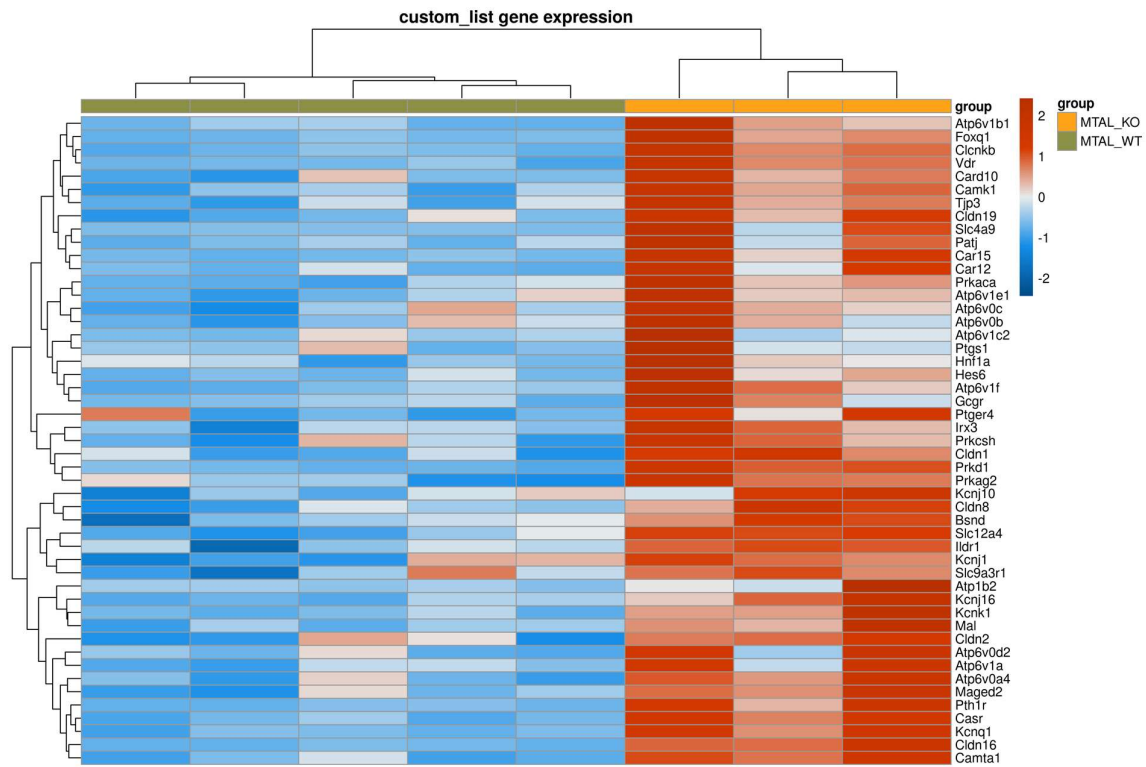 custom_list gene expression
group
Atp6v1b1
Foxq1
Clcnkb
Vdr
Card10
Camk1
Tjp3
Cldn19
Slc4a9
Patj
Car15
Car12
Prkaca
Atp6v1e1
Atp6v0c
Atp6v0b
Atp6v1c2
Ptgs1
Hnf1a
Hes6
Atp6v1f
Gcgr
Ptger4
Irx3
Prkcsh
Cldn1
Prkd1
Prkag2
Kcnj10
Cldn8
Bsnd
Slc12a4
Ildr1
Kcnj1
Slc9a3r1
Atp1b2
Kcnj16
Kcnk1
Mal
Cldn2
Atp6v0d2
Atp6v1a
Atp6v0a4
Maged2
Pth1r
Casr
Kcnq1
Cldn16
Camta1
2
1
0
-1
-2
group
MTAL_KO
MTAL_WT